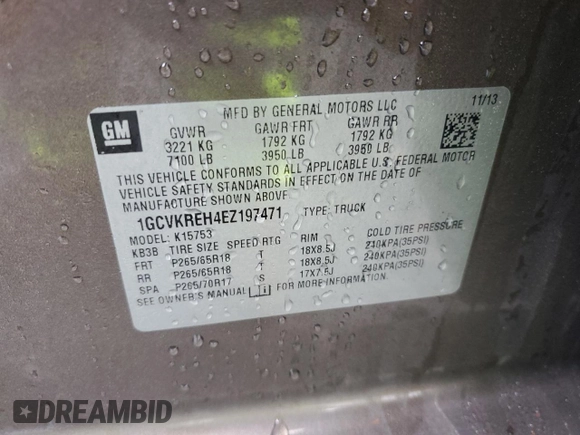 GM
MFD BY GENERAL MOTORS LLC 11/13
GVWR GAWR FRT GAWR RR
3221 KG 1792 KG 1792 KG
7100 LB 3950 LB 3950 LB
THIS VEHICLE CONFORMS TO ALL APPLICABLE U.S. FEDERAL MOTOR
VEHICLE SAFETY STANDARDS IN EFFECT ON THE DATE OF
MANUFACTURE SHOWN ABOVE.
1GCVKREH4EZ197471 TYPE: TRUCK
MODEL: K15753
KB3B TIRE SIZE SPEED RTG RIM COLD TIRE PRESSURE
FRT P265/65R18 T 18X8.5J 240KPA(35PSI)
RR P265/65R18 T 18X8.5J 240KPA(35PSI)
SPA P265/70R17 S 17X7.5J 240KPA(35PSI)
SEE OWNER'S MANUAL FOR MORE INFORMATION.
DREAMBID